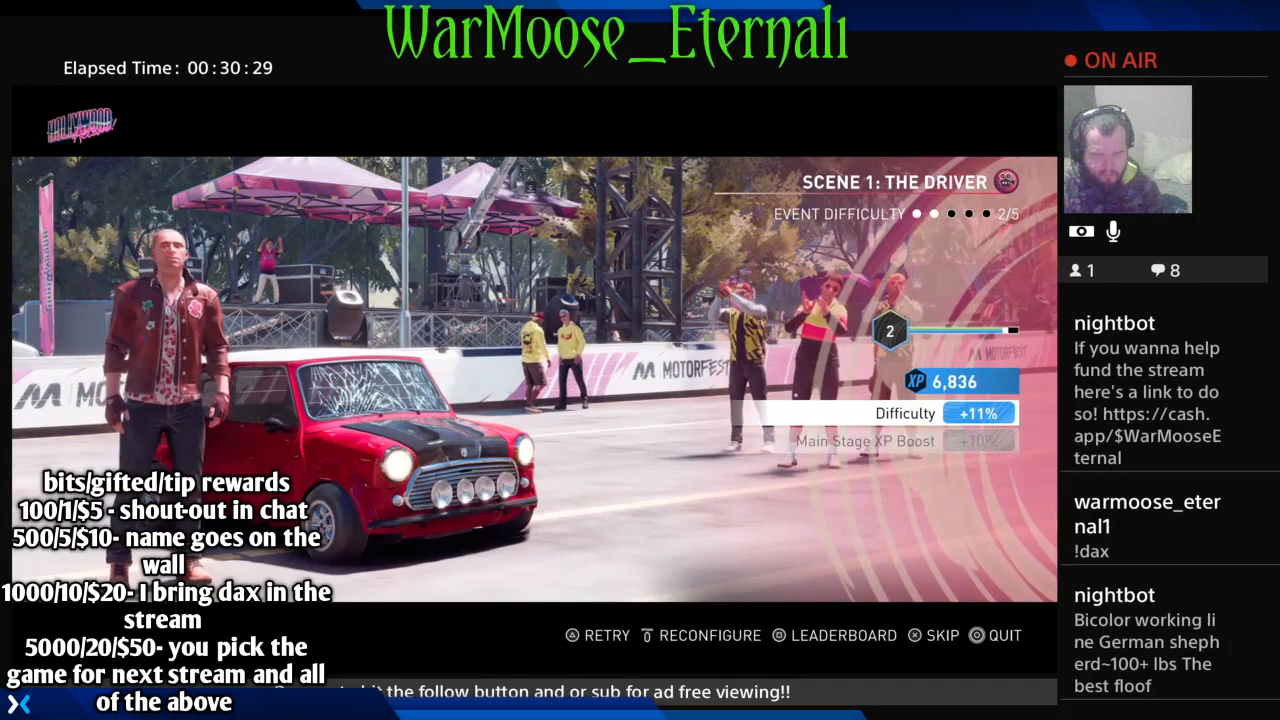 WarMoose_Eternal1
Elapsed Time: 00:30:29
ON AIR
HOLLYWOOD
SCENE 1: THE DRIVER
EVENT DIFFICULTY 2/5
2
XP 6,836
Difficulty +11%
Main Stage XP Boost +10%
MOTORFEST
MOTORFEST
bits/gifted/tip rewards
100/1/$5 - shout-out in chat
500/5/$10- name goes on the
wall
1000/10/$20- I bring dax in the
stream
5000/20/$50- you pick the
game for next stream and all
of the above
RETRY RECONFIGURE LEADERBOARD SKIP QUIT
the follow button and or sub for ad free viewing!!
1 8
nightbot
If you wanna help
fund the stream
here's a link to do
so! https://cash.
app/$WarMooseE
ternal
warmoose_eter
nal1
!dax
nightbot
Bicolor working li
ne German sheph
erd~100+ lbs The
best floof